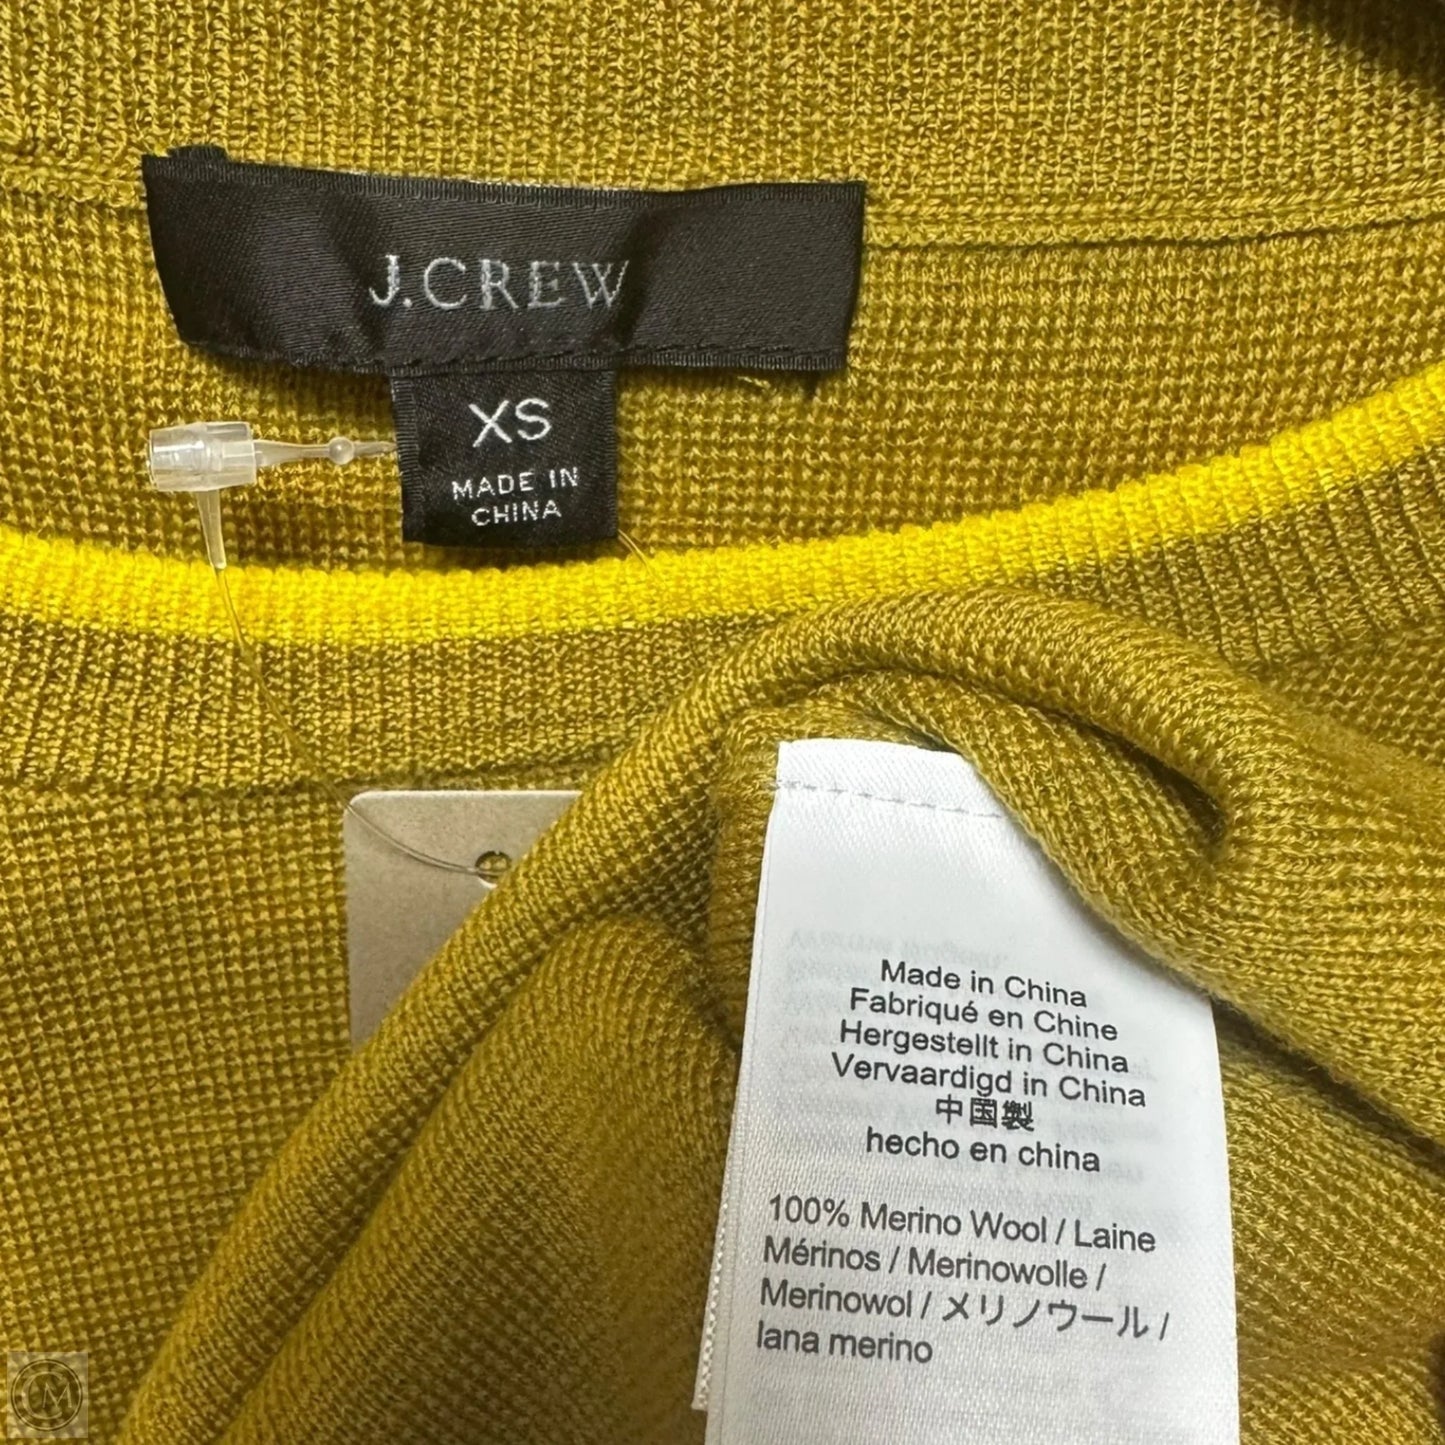 J.CREW
XS
MADE IN
CHINA
Made in China
Fabriqué en Chine
Hergestellt in China
Vervaardigd in China
中国製
hecho en china
100% Merino Wool / Laine
Mérinos / Merinowolle /
Merinowol / メリノウール /
lana merino
CM